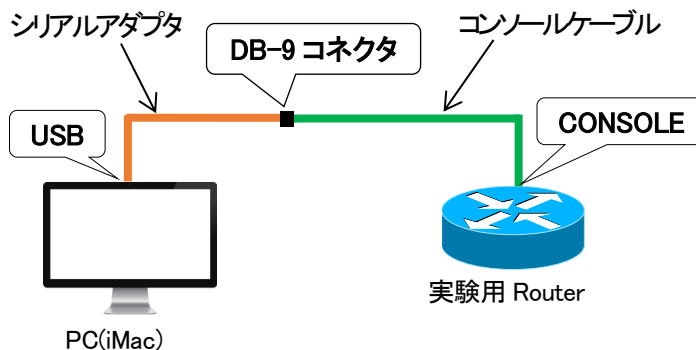 シリアルアダプタ
コンソールケーブル
DB-9 コネクタ
USB
CONSOLE
実験用 Router
PC(iMac)